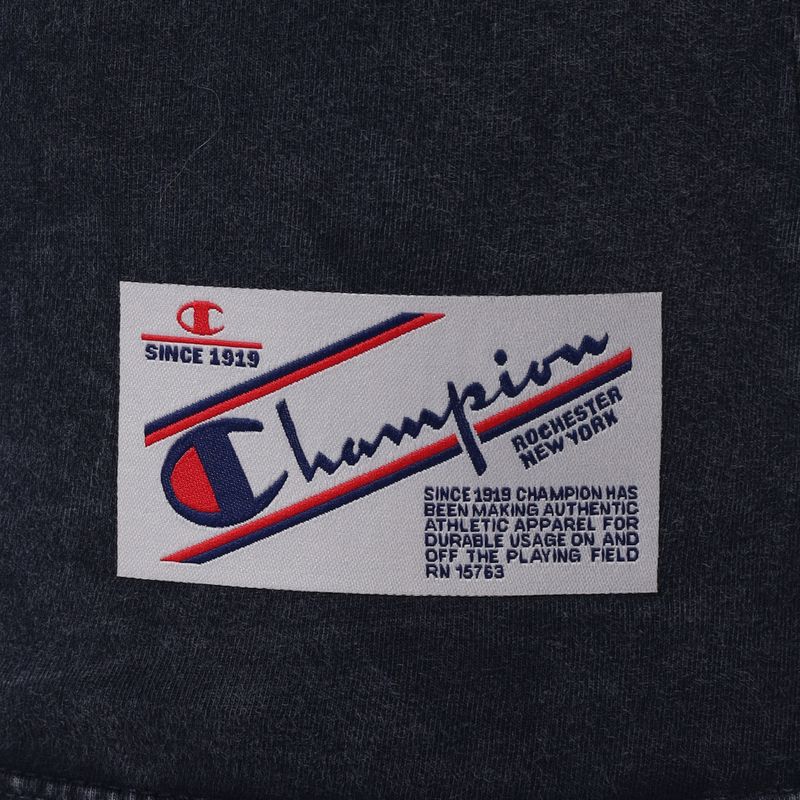 SINCE 1919
Champion
ROCHESTER
NEW YORK
SINCE 1919 CHAMPION HAS
BEEN MAKING AUTHENTIC
ATHLETIC APPAREL FOR
DURABLE USAGE ON AND
OFF THE PLAYING FIELD
RN 15763